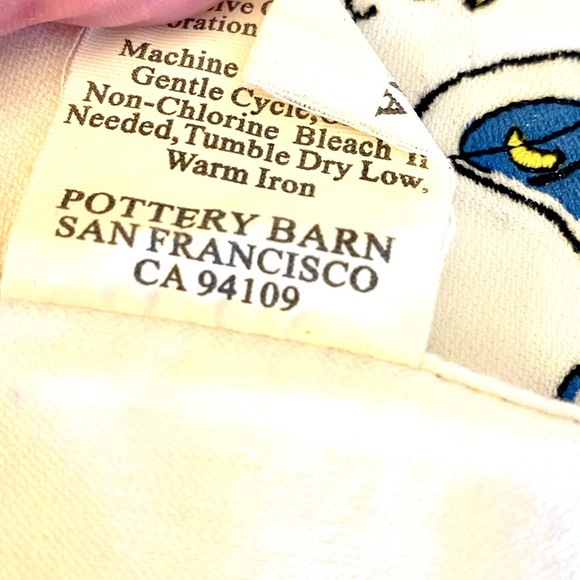 Machine
Gentle Cycle,
Non-Chlorine Bleach
Needed, Tumble Dry Low,
Warm Iron
POTTERY BARN
SAN FRANCISCO
CA 94109